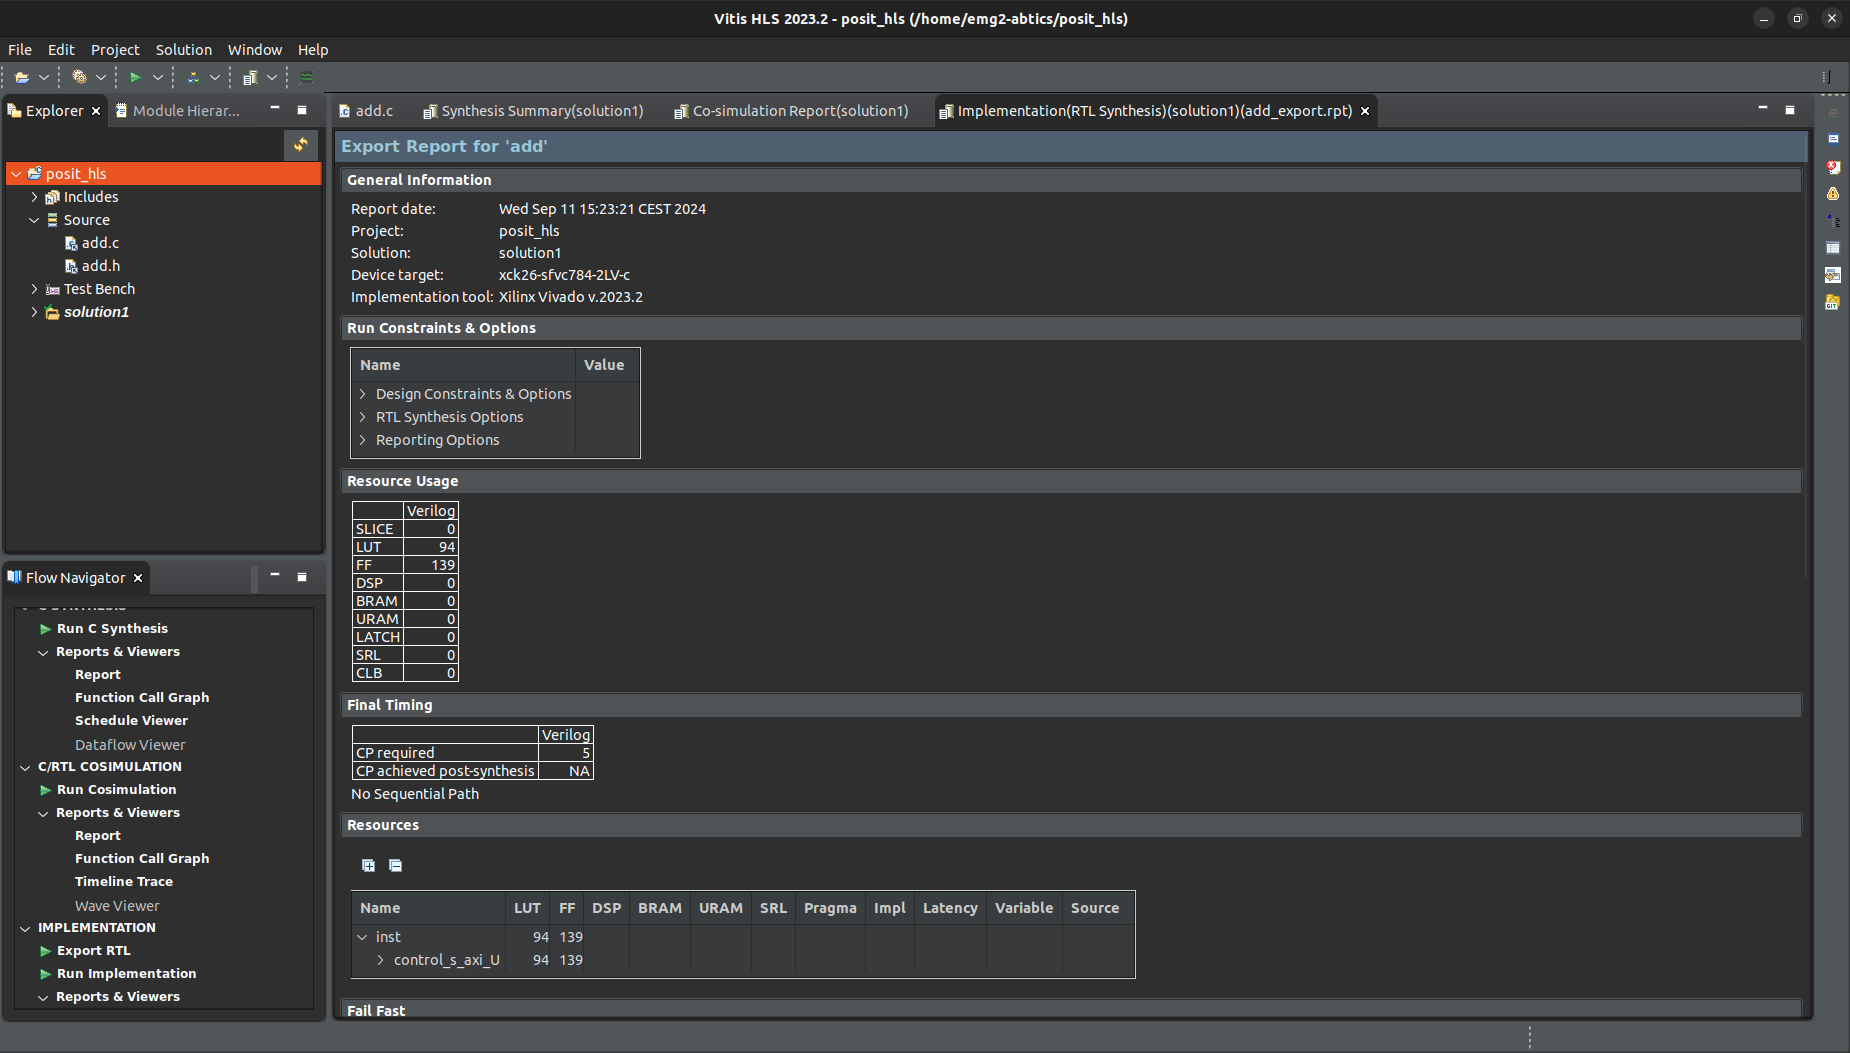 Vitis HLS 2023.2 - posit_hls (/home/emg2-abtics/posit_hls)
File Edit Project Solution Window Help
Explorer
Module Hierar...
posit_hls
Includes
Source
add.c
add.h
Test Bench
solution1
Flow Navigator
C SYNTHESIS
Run C Synthesis
Reports & Viewers
Report
Function Call Graph
Schedule Viewer
Dataflow Viewer
C/RTL COSIMULATION
Run Cosimulation
Reports & Viewers
Report
Function Call Graph
Timeline Trace
Wave Viewer
IMPLEMENTATION
Export RTL
Run Implementation
Reports & Viewers
add.c
Synthesis Summary(solution1)
Co-simulation Report(solution1)
Implementation(RTL Synthesis)(solution1)(add_export.rpt)
Export Report for 'add'
General Information
Report date: Wed Sep 11 15:23:21 CEST 2024
Project: posit_hls
Solution: solution1
Device target: xck26-sfvc784-2LV-c
Implementation tool: Xilinx Vivado v.2023.2
Run Constraints & Options
Name Value
Design Constraints & Options
RTL Synthesis Options
Reporting Options
Resource Usage
Verilog
SLICE 0
LUT 94
FF 139
DSP 0
BRAM 0
URAM 0
LATCH 0
SRL 0
CLB 0
Final Timing
Verilog
CP required 5
CP achieved post-synthesis NA
No Sequential Path
Resources
Name LUT FF DSP BRAM URAM SRL Pragma Impl Latency Variable Source
inst 94 139
control_s_axi_U 94 139
Fail Fast
GIT